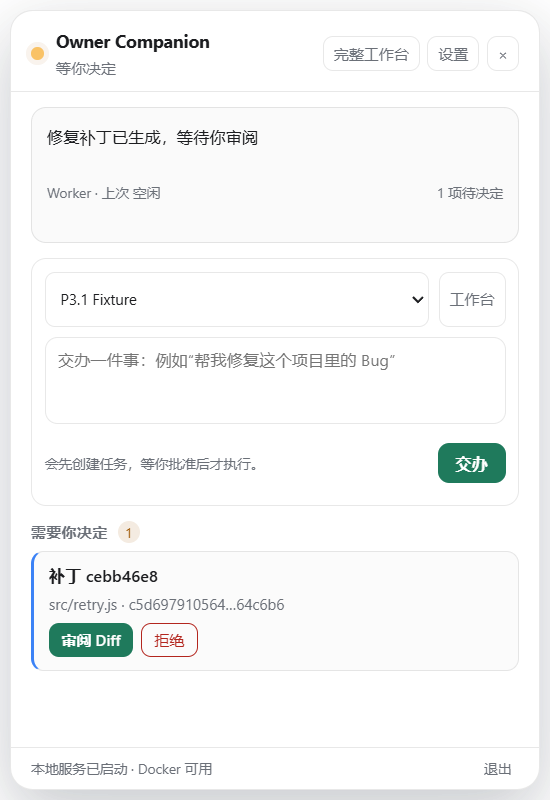 Owner Companion
等你决定
完整工作台
设置
×
修复补丁已生成，等待你审阅
Worker · 上次 空闲
1 项待决定
P3.1 Fixture
工作台
交办一件事：例如“帮我修复这个项目里的 Bug”
会先创建任务，等你批准后才执行。
交办
需要你决定 1
补丁 cebb46e8
src/retry.js · c5d697910564…64c6b6
审阅 Diff
拒绝
本地服务已启动 · Docker 可用
退出